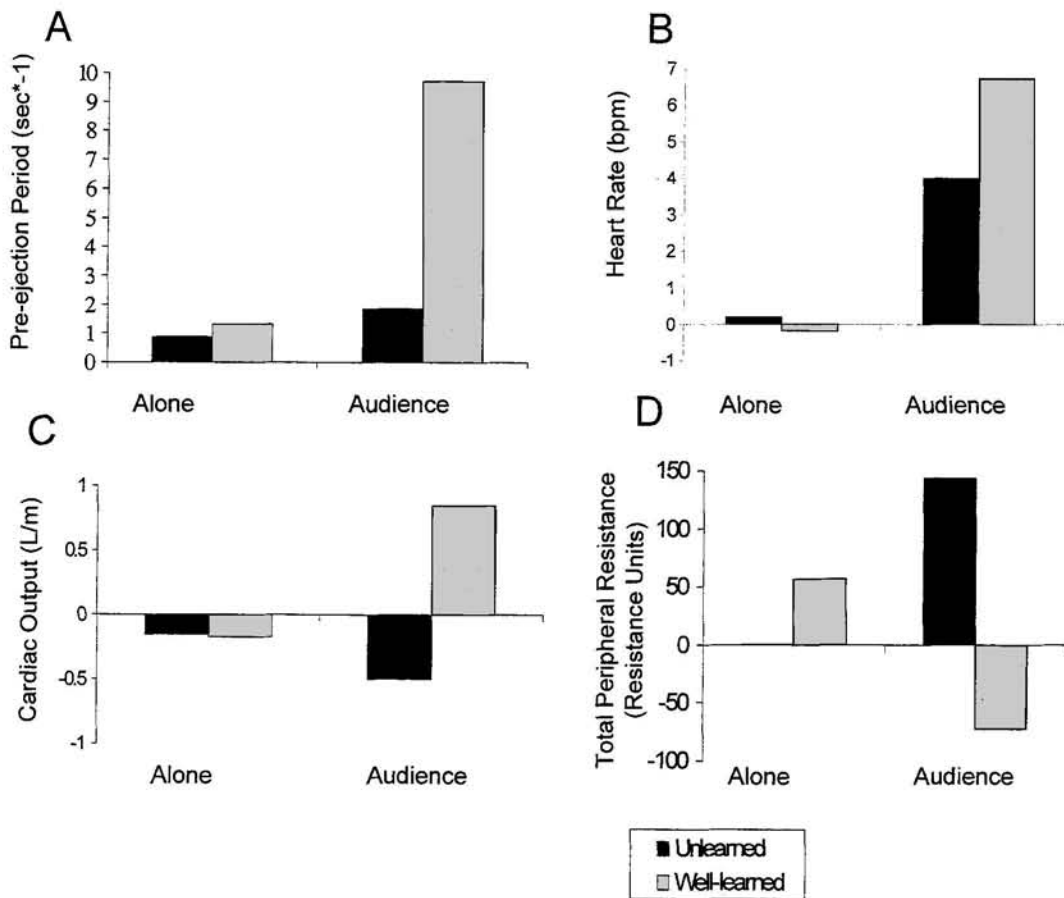 A
Pre-ejection Period (sec*-1)
10
9
8
7
6
5
4
3
2
1
0
Alone
Audience
B
Heart Rate (bpm)
7
6
5
4
3
2
1
0
-1
Alone
Audience
C
Cardiac Output (L/m)
1
0.5
0
-0.5
-1
Alone
Audience
D
Total Peripheral Resistance
(Resistance Units)
150
100
50
0
-50
-100
Alone
Audience
Unlearned
Well-learned